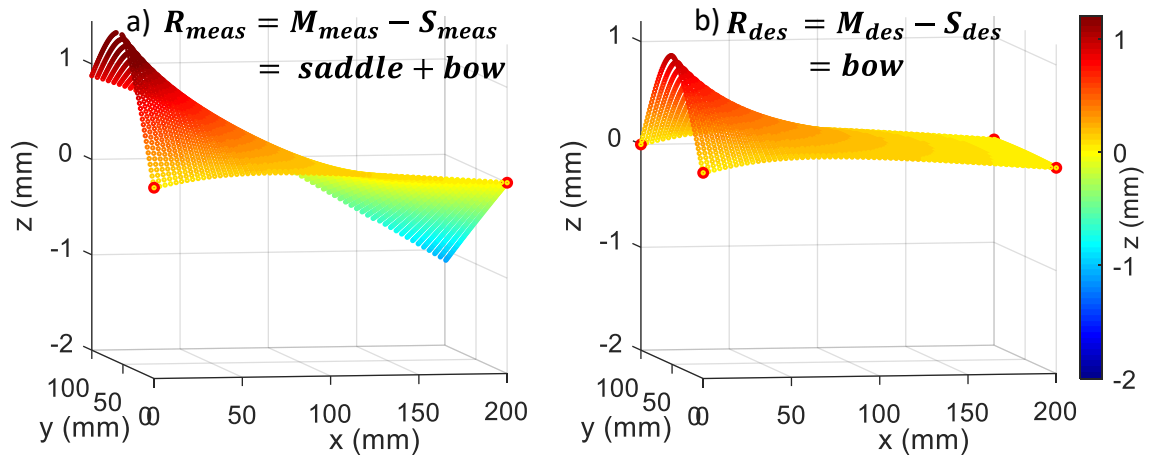 a) R_meas = M_meas − S_meas
= saddle + bow
1
0
-1
-2
z (mm)
100
50
0
y (mm)
0
50
100
150
200
x (mm)
b) R_des = M_des − S_des
= bow
1
0
-1
-2
z (mm)
100
50
0
y (mm)
0
50
100
150
200
x (mm)
1
0
-1
-2
z (mm)